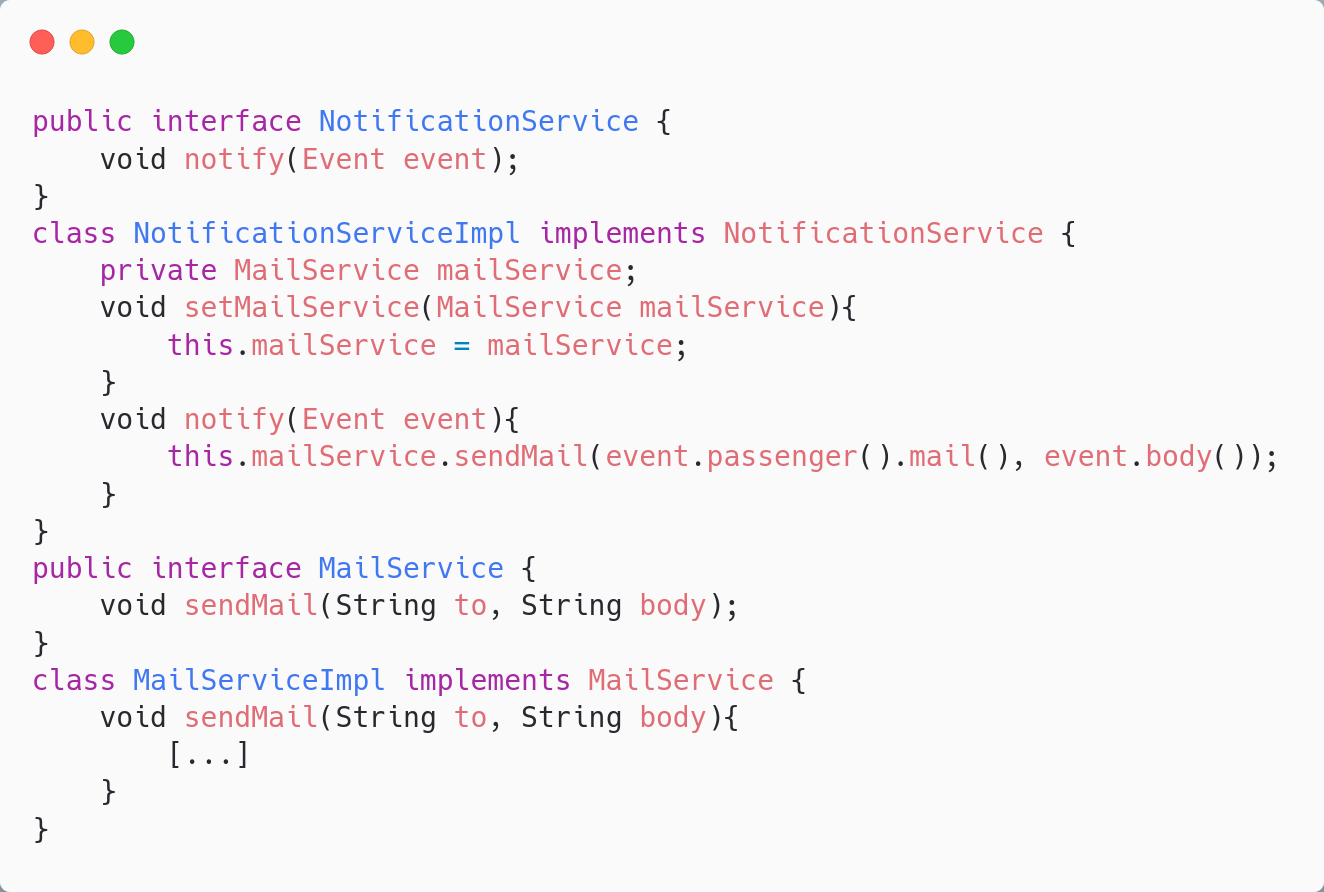 public interface NotificationService {
    void notify(Event event);
}
class NotificationServiceImpl implements NotificationService {
    private MailService mailService;
    void setMailService(MailService mailService){
        this.mailService = mailService;
    }
    void notify(Event event){
        this.mailService.sendMail(event.passenger().mail(), event.body());
    }
}
public interface MailService {
    void sendMail(String to, String body);
}
class MailServiceImpl implements MailService {
    void sendMail(String to, String body){
        [...]
    }
}